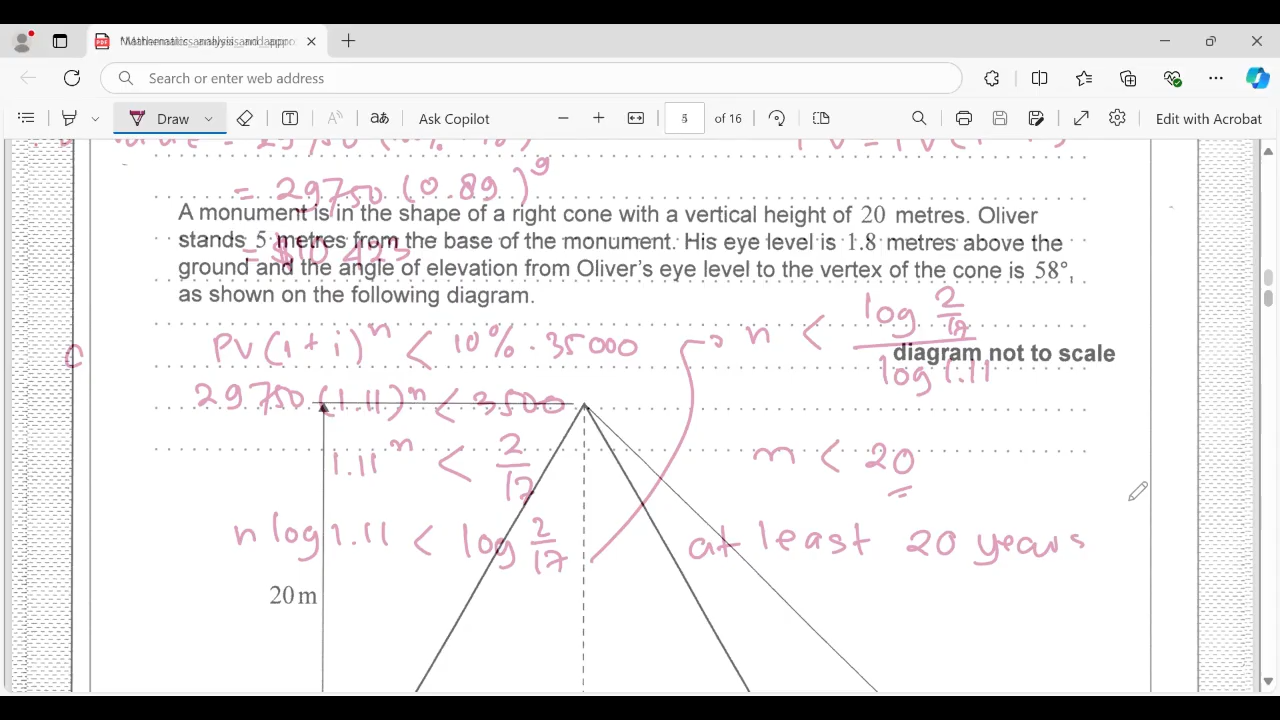 Mathematics_analysis_and_appro
Search or enter web address
Draw
Ask Copilot
5 of 16
Edit with Acrobat
= 29750 (0.89)^9
A monument is in the shape of a right cone with a vertical height of 20 metres. Oliver
stands 5 metres from the base of the monument. His eye level is 1.8 metres above the
= $10 423
ground and the angle of elevation from Oliver's eye level to the vertex of the cone is 58°,
as shown on the following diagram.
c
PV(1+i)^n < 10% · 35000
n < log 2/17 / log 1.11
diagram not to scale
29750 (1.11)^n < 3500
1.11^n < 2/17
n < 20
n log 1.11 < log 2/17
at least 20 years
20 m